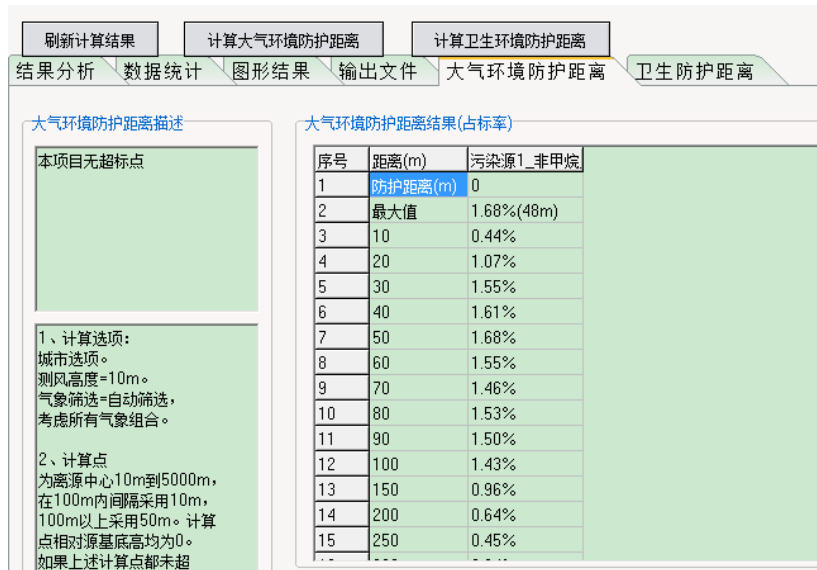 刷新计算结果 计算大气环境防护距离 计算卫生环境防护距离
结果分析 数据统计 图形结果 输出文件 大气环境防护距离 卫生防护距离
大气环境防护距离描述
本项目无超标点
1、计算选项：
城市选项。
测风高度=10m。
气象筛选=自动筛选，
考虑所有气象组合。
2、计算点
为离源中心10m到5000m，
在100m内间隔采用10m，
100m以上采用50m。计算
点相对源基底高均为0。
如果上述计算点都未超
大气环境防护距离结果(占标率)
序号 距离(m) 污染源1_非甲烷
1 防护距离(m) 0
2 最大值 1.68%(48m)
3 10 0.44%
4 20 1.07%
5 30 1.55%
6 40 1.61%
7 50 1.68%
8 60 1.55%
9 70 1.46%
10 80 1.53%
11 90 1.50%
12 100 1.43%
13 150 0.96%
14 200 0.64%
15 250 0.45%